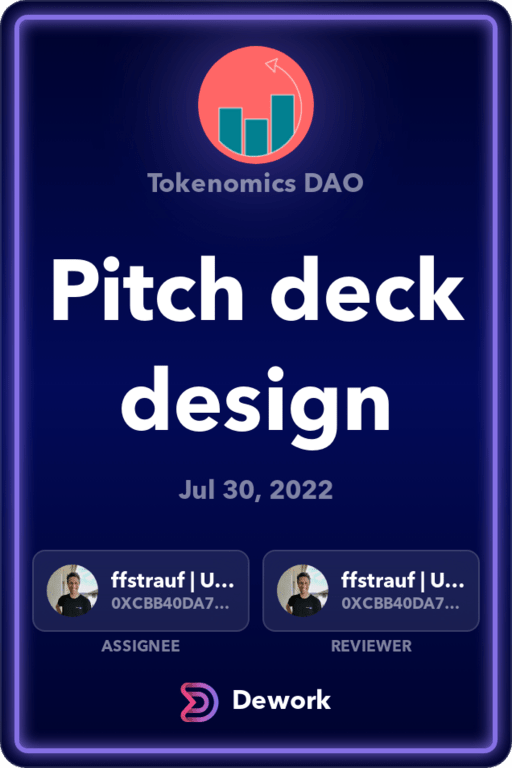 Tokenomics DAO
Pitch deck
design
Jul 30, 2022
ffstrauf | U...
0XCBB40DA7...
ASSIGNEE
ffstrauf | U...
0XCBB40DA7...
REVIEWER
Dework